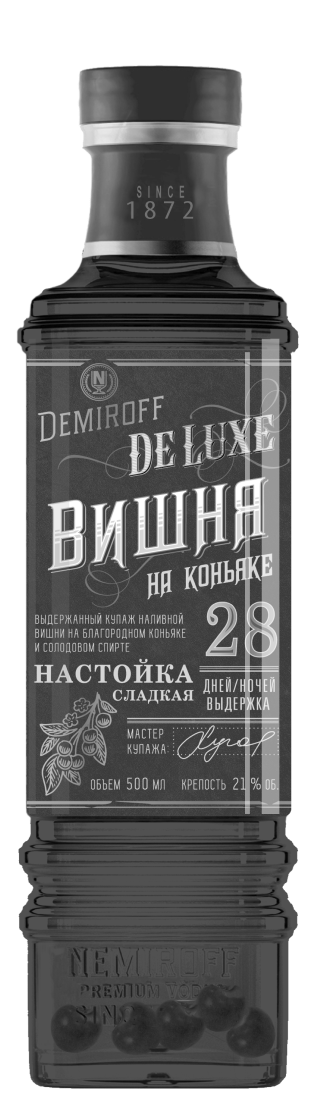 SINCE
1872
N
DEMIROFF
DE LUXE
ВИШНЯ
НА КОНЬЯКЕ
ВЫДЕРЖАННЫЙ КУПАЖ НАЛИВНОЙ
ВИШНИ НА БЛАГОРОДНОМ КОНЬЯКЕ
И СОЛОДОВОМ СПИРТЕ
28
НАСТОЙКА
СЛАДКАЯ
ДНЕЙ/НОЧЕЙ
ВЫДЕРЖКА
МАСТЕР
КУПАЖА:
ОБЪЕМ 500 МЛ КРЕПОСТЬ 21 % ОБ.
NEMIROFF
PREMIUM